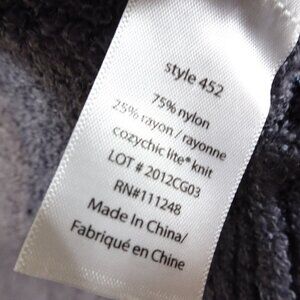 style 452
75% nylon
25% rayon / rayonne
cozychic lite® knit
LOT # 2012CG03
RN#111248
Made In China/
Fabriqué en Chine